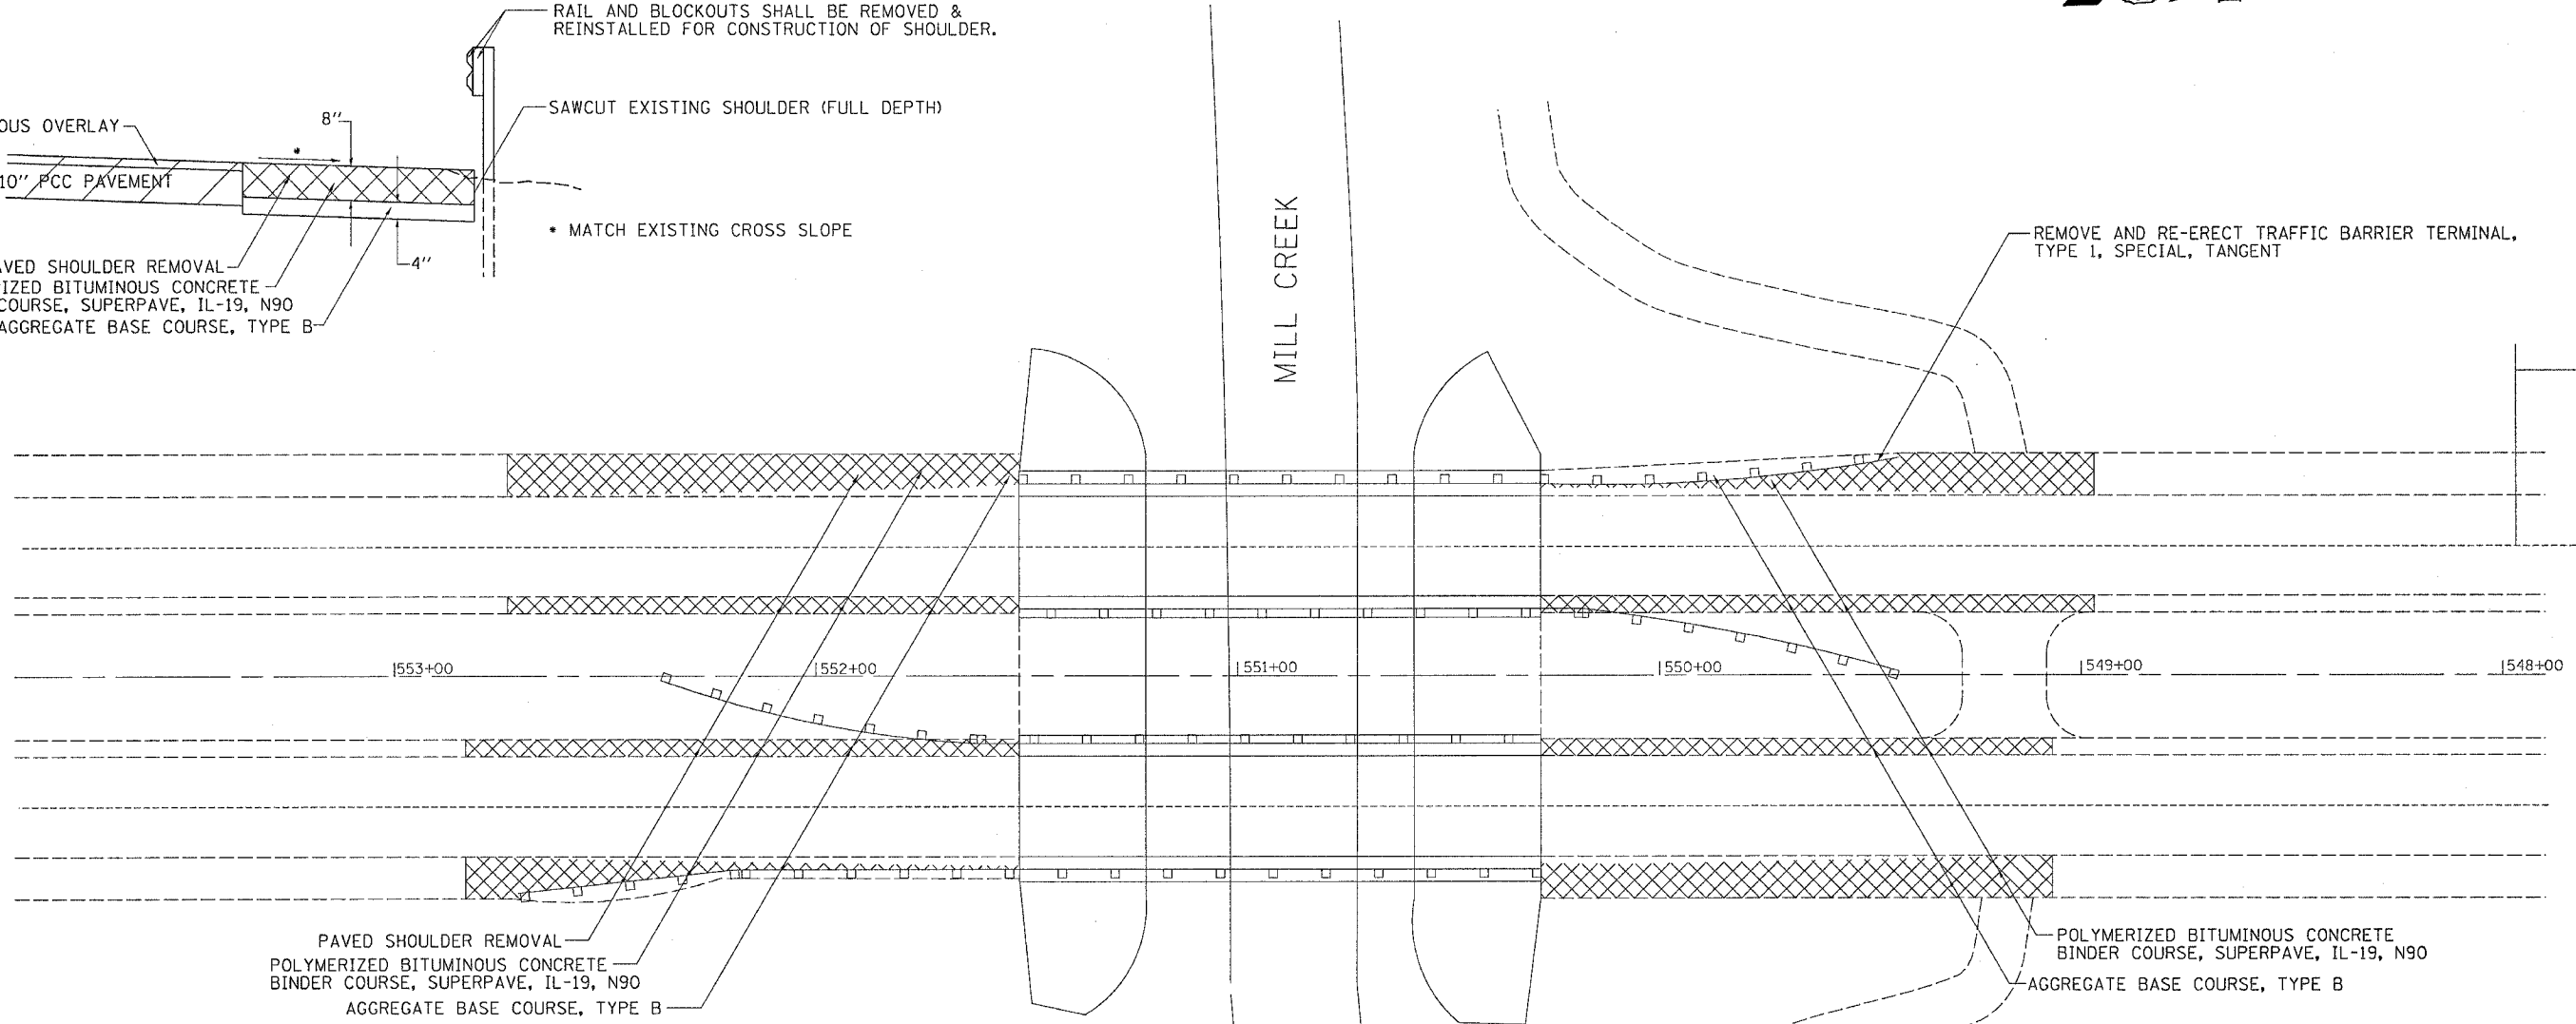 RAIL AND BLOCKOUTS SHALL BE REMOVED &
REINSTALLED FOR CONSTRUCTION OF SHOULDER.
SAWCUT EXISTING SHOULDER (FULL DEPTH)
OUS OVERLAY
8"
*
10" PCC PAVEMENT
* MATCH EXISTING CROSS SLOPE
4"
AVED SHOULDER REMOVAL
IZED BITUMINOUS CONCRETE
COURSE, SUPERPAVE, IL-19, N90
AGGREGATE BASE COURSE, TYPE B
MILL CREEK
REMOVE AND RE-ERECT TRAFFIC BARRIER TERMINAL,
TYPE 1, SPECIAL, TANGENT
553+00
552+00
551+00
550+00
549+00
548+00
PAVED SHOULDER REMOVAL
POLYMERIZED BITUMINOUS CONCRETE
BINDER COURSE, SUPERPAVE, IL-19, N90
AGGREGATE BASE COURSE, TYPE B
POLYMERIZED BITUMINOUS CONCRETE
BINDER COURSE, SUPERPAVE, IL-19, N90
AGGREGATE BASE COURSE, TYPE B